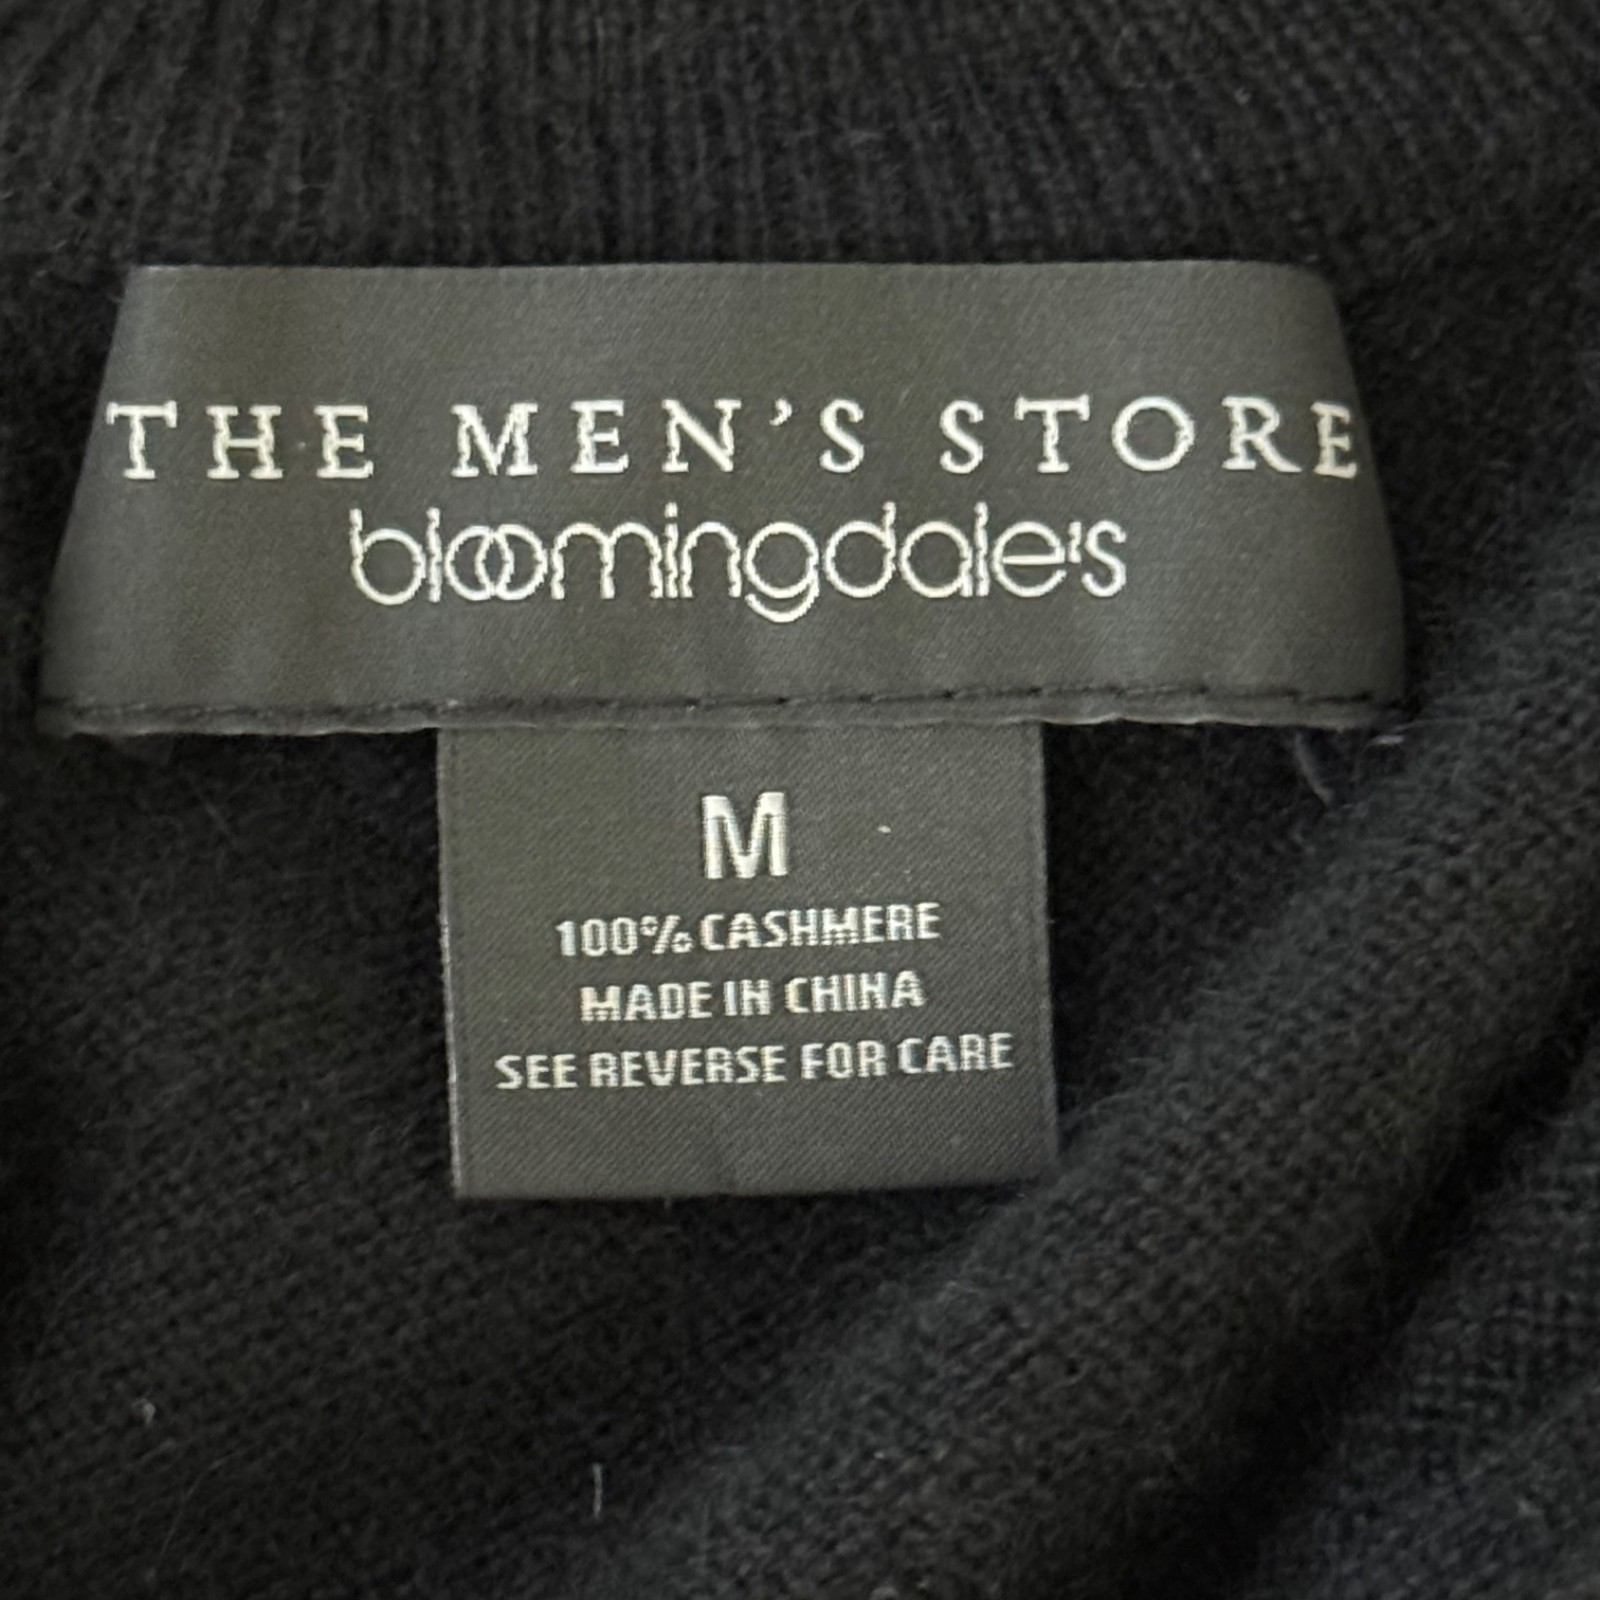 THE MEN'S STORE
bloomingdale's
M
100% CASHMERE
MADE IN CHINA
SEE REVERSE FOR CARE